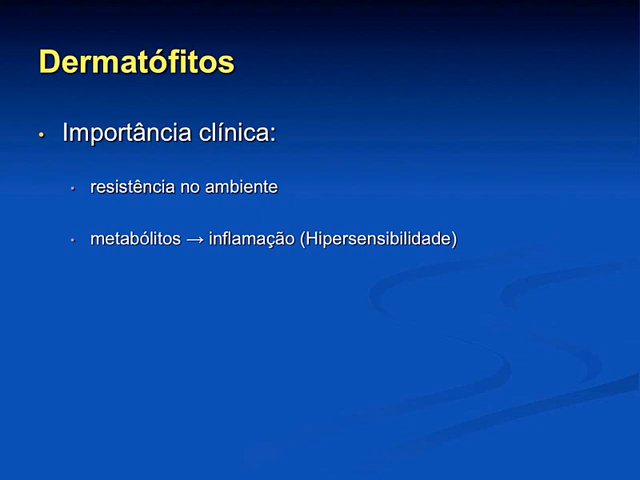 Dermatófitos
• Importância clínica:
• resistência no ambiente
• metabólitos → inflamação (Hipersensibilidade)